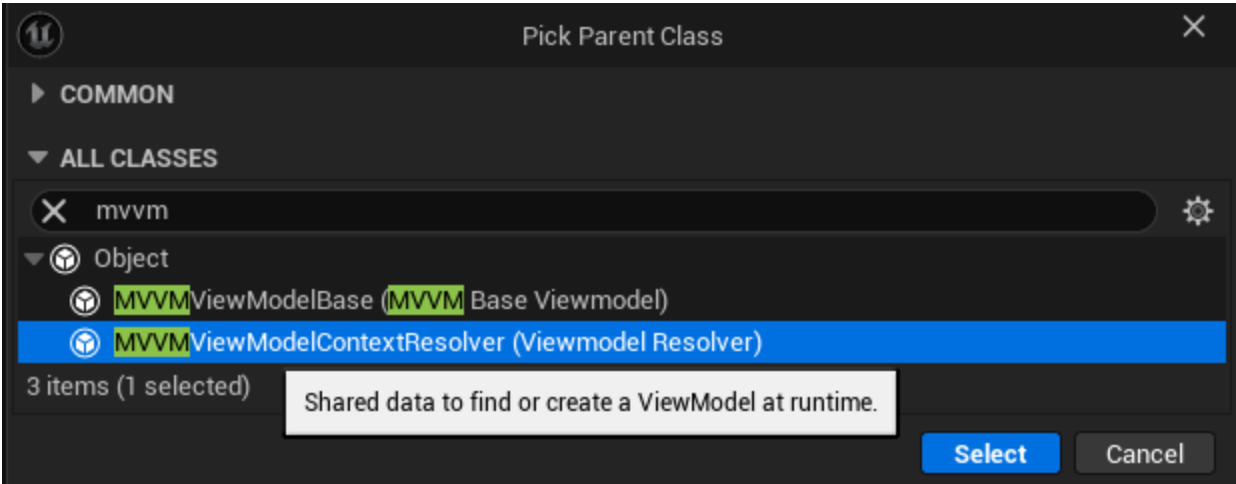 Pick Parent Class
COMMON
ALL CLASSES
mvvm
Object
MVVMViewModelBase (MVVM Base Viewmodel)
MVVMViewModelContextResolver (Viewmodel Resolver)
3 items (1 selected)
Shared data to find or create a ViewModel at runtime.
Select Cancel